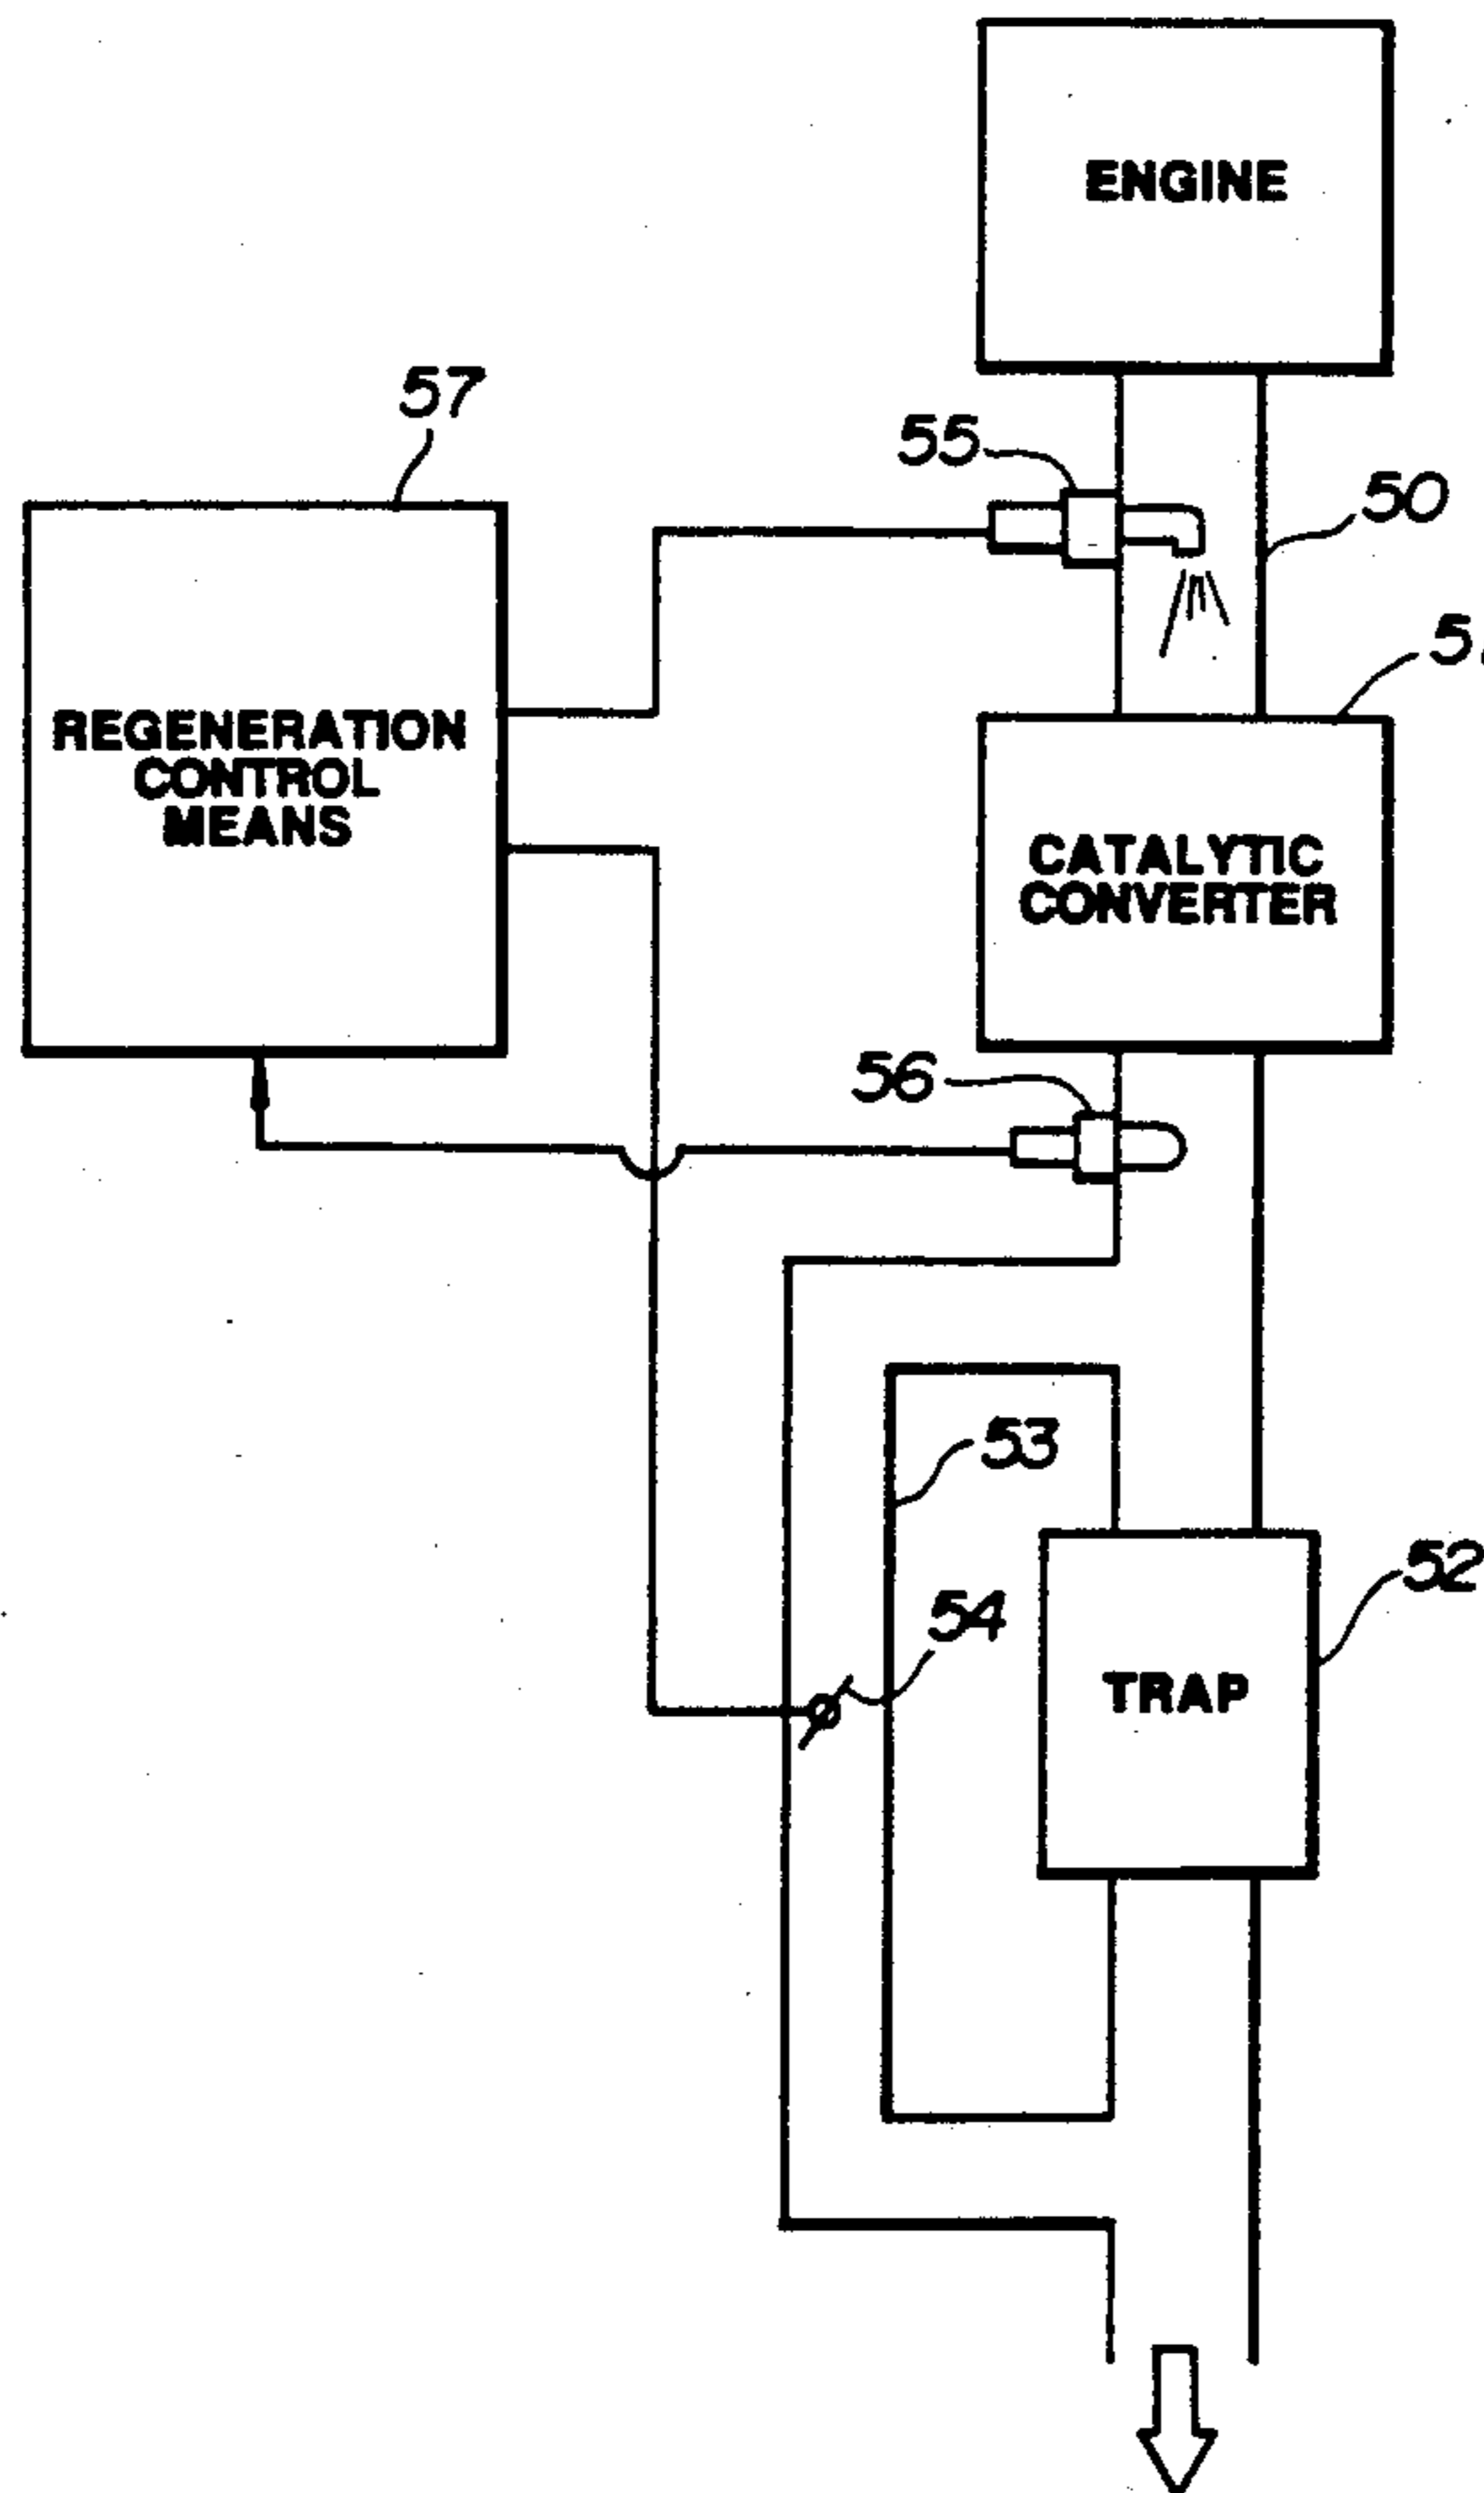 ENGINE
57
55
50
REGENERATION
CONTROL
MEANS
CATALYTIC
CONVERTER
56
53
52
54
TRAP